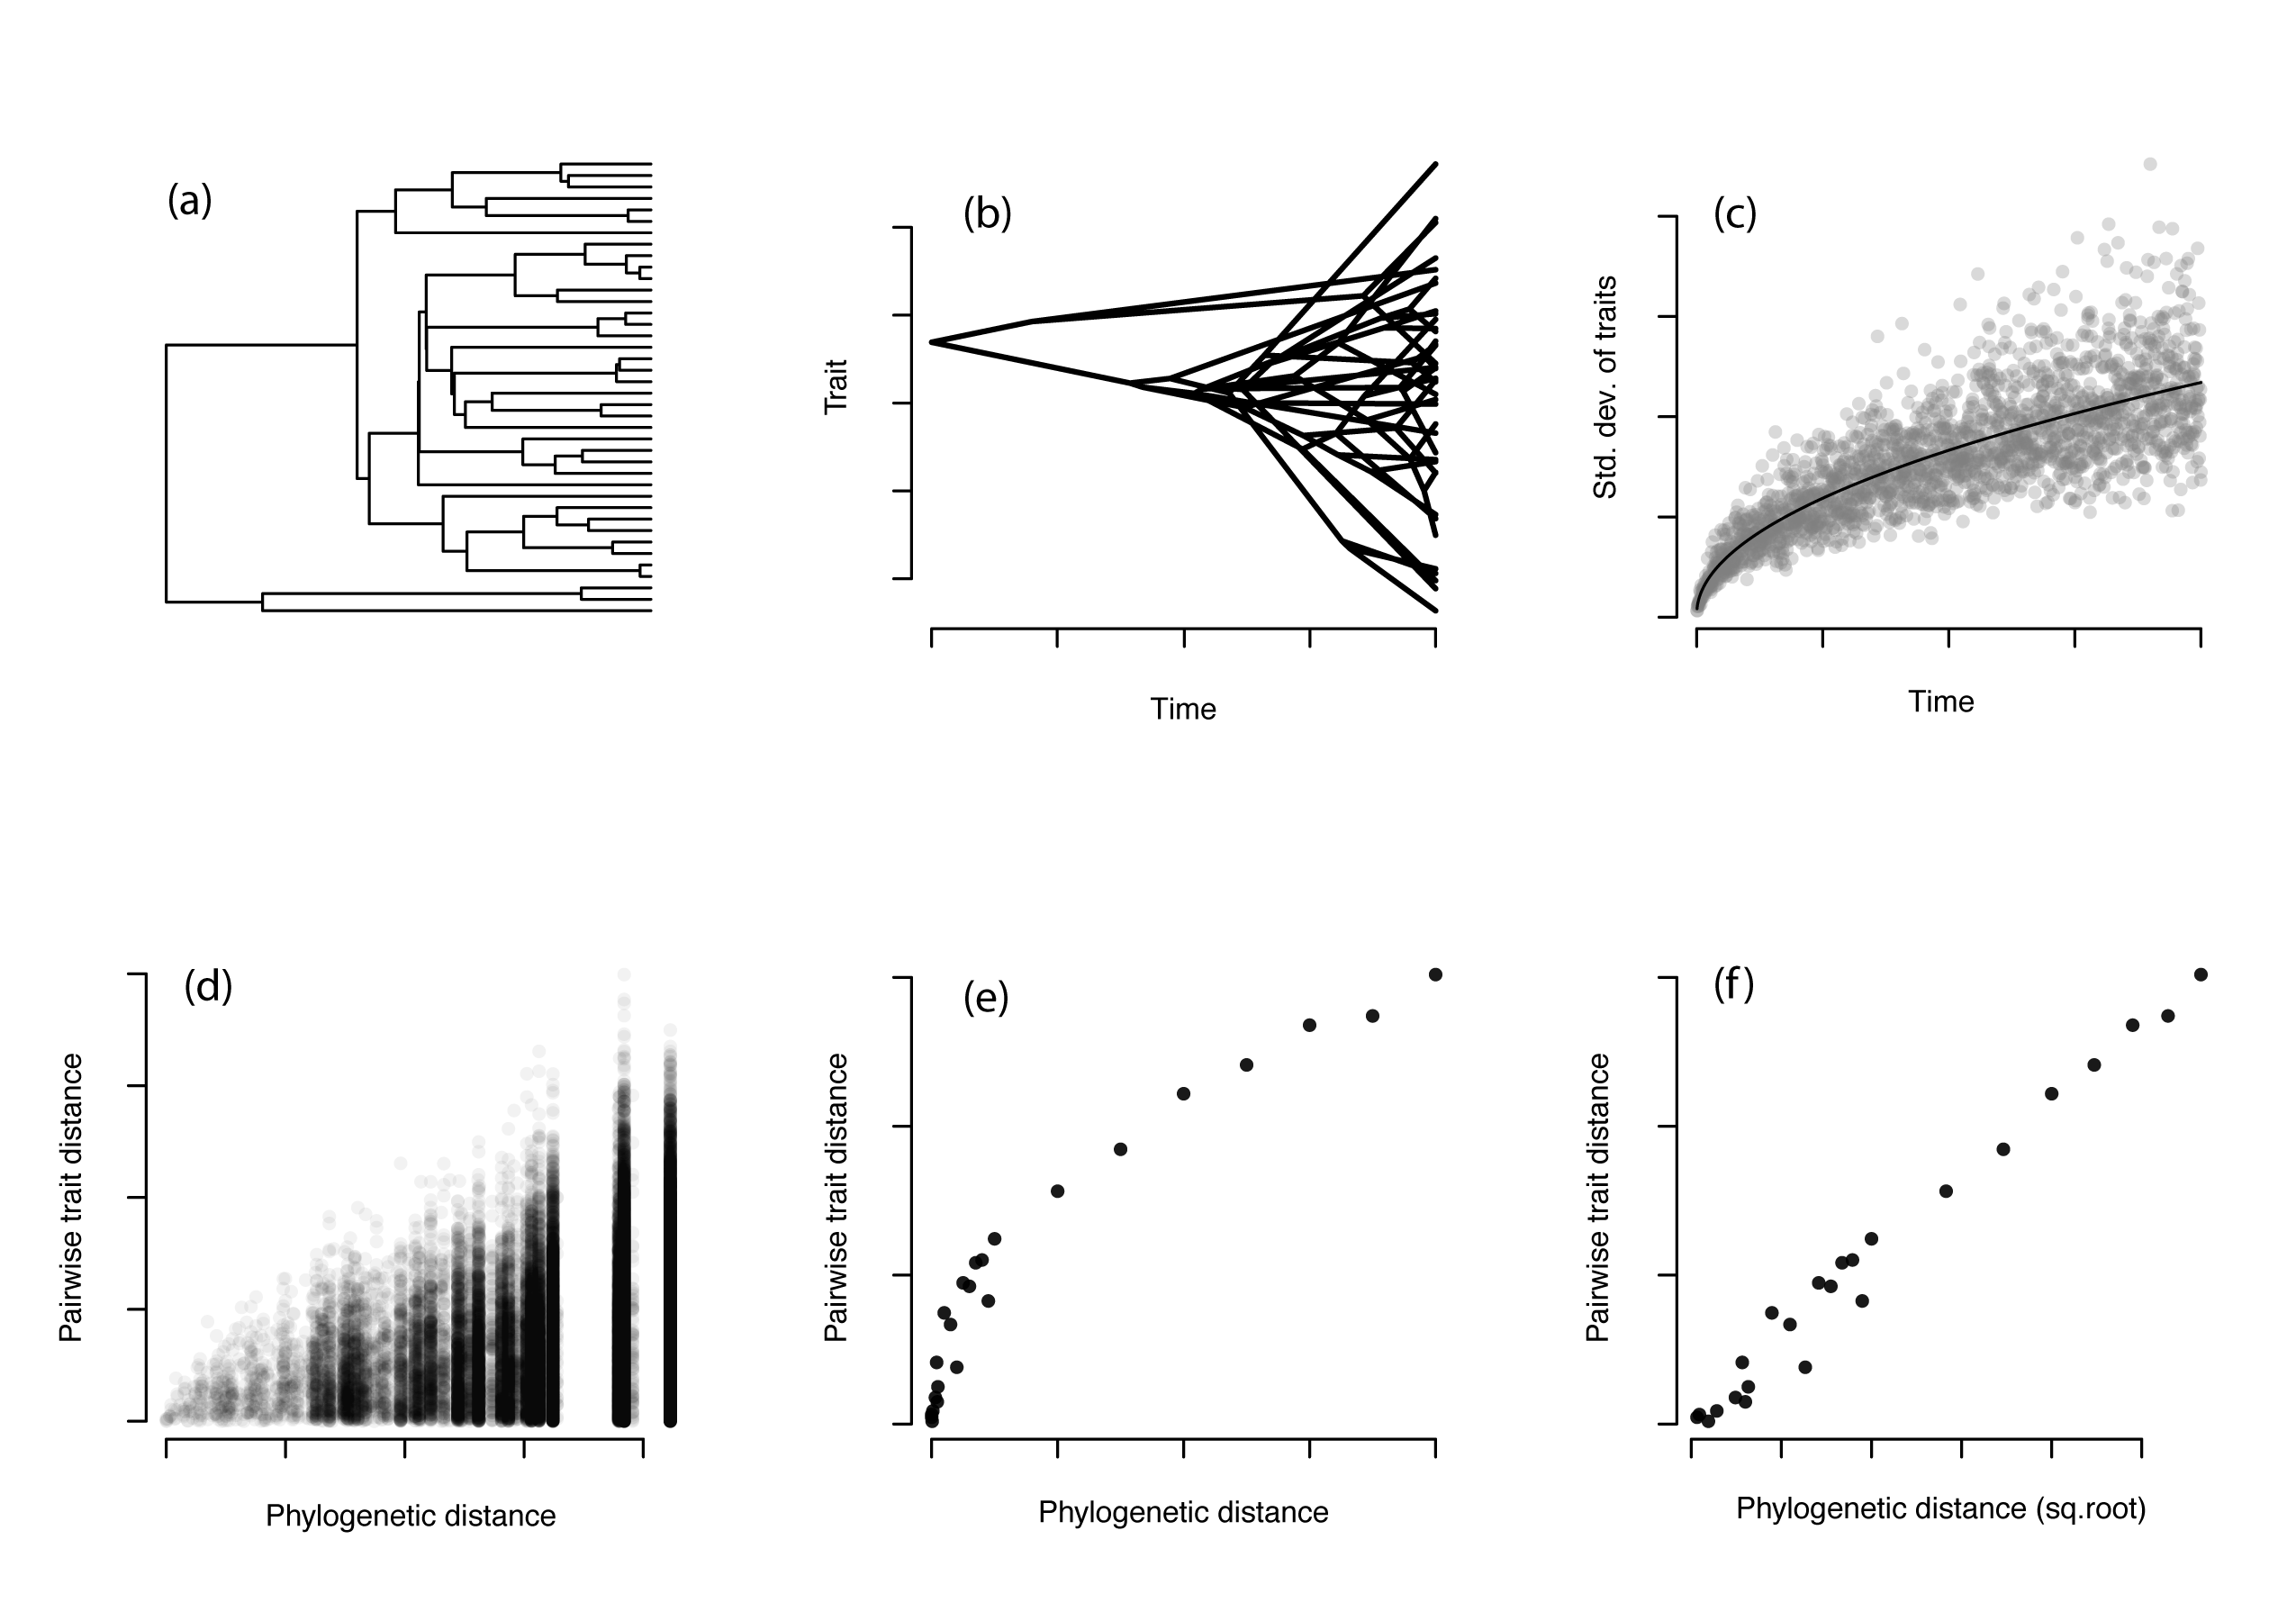 (a)
(b)
Trait
Time
(c)
Std. dev. of traits
Time
(d)
Pairwise trait distance
Phylogenetic distance
(e)
Pairwise trait distance
Phylogenetic distance
(f)
Pairwise trait distance
Phylogenetic distance (sq.root)